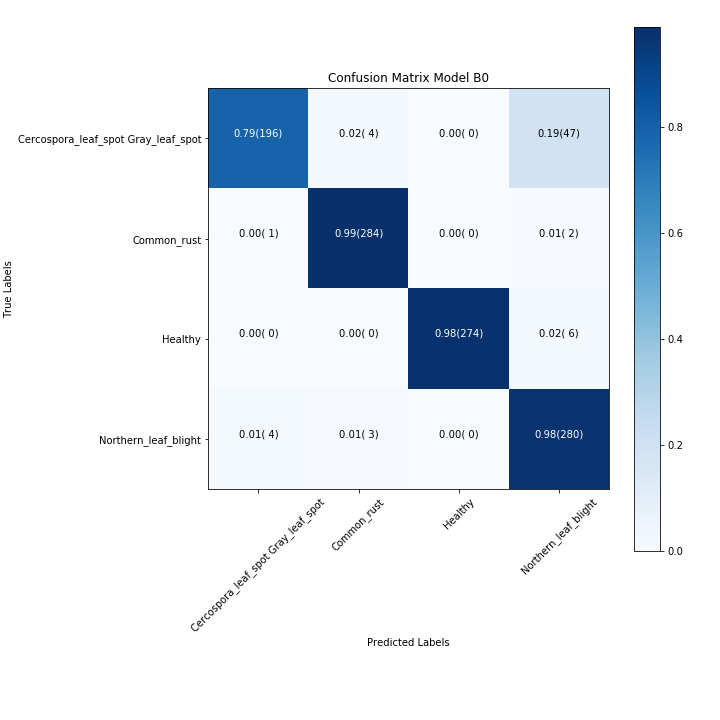 Confusion Matrix Model B0
True Labels
Cercospora_leaf_spot Gray_leaf_spot 0.79(196) 0.02( 4) 0.00( 0) 0.19(47)
Common_rust 0.00( 1) 0.99(284) 0.00( 0) 0.01( 2)
Healthy 0.00( 0) 0.00( 0) 0.98(274) 0.02( 6)
Northern_leaf_blight 0.01( 4) 0.01( 3) 0.00( 0) 0.98(280)
Cercospora_leaf_spot Gray_leaf_spot
Common_rust
Healthy
Northern_leaf_blight
Predicted Labels
0.8
0.6
0.4
0.2
0.0